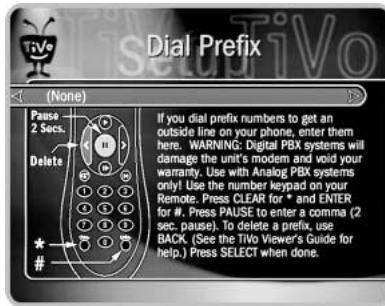 TiVo
Dial Prefix
(None)
Pause
2 Secs.
Delete
*
#
If you dial prefix numbers to get an
outside line on your phone, enter them
here. WARNING: Digital PBX systems will
damage the unit's modem and void your
warranty. Use with Analog PBX systems
only! Use the number keypad on your
Remote. Press CLEAR for * and ENTER
for #. Press PAUSE to enter a comma (2
sec. pause). To delete a prefix, use
BACK. (See the TiVo Viewer's Guide for
help.) Press SELECT when done.